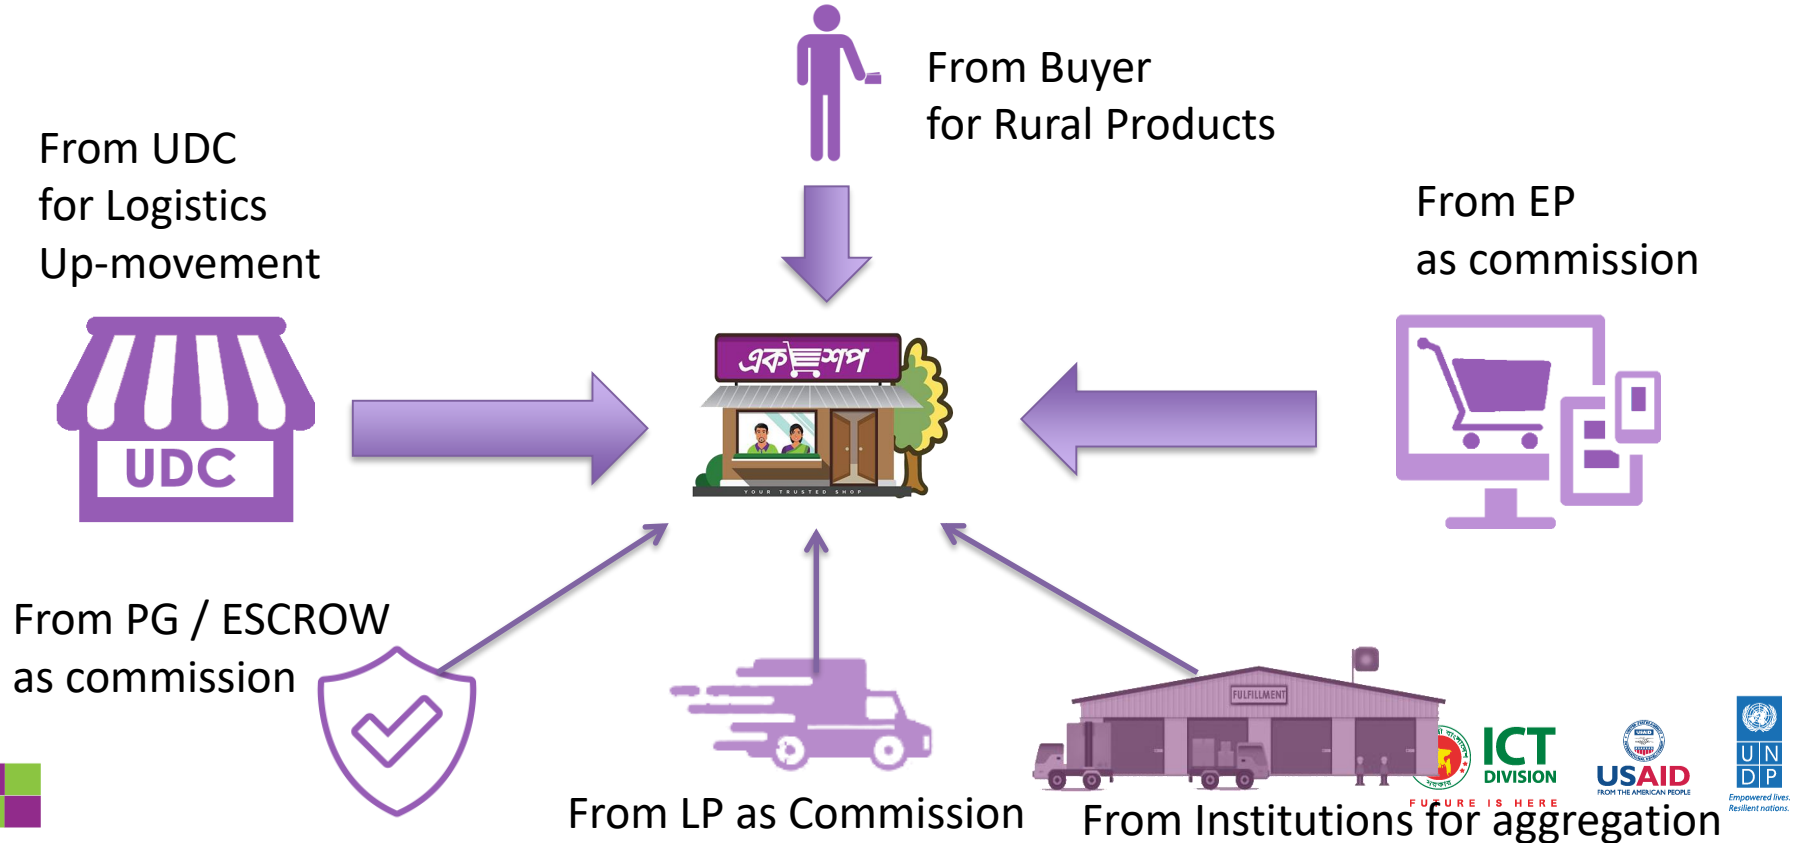 From Buyer
for Rural Products
From UDC
for Logistics
Up-movement
From EP
as commission
একশপ
UDC
YOUR TRUSTED SHOP
From PG / ESCROW
as commission
FULFILLMENT
ICT
DIVISION
FUTURE IS HERE
USAID
FROM THE AMERICAN PEOPLE
UN
DP
Empowered lives.
Resilient nations.
From LP as Commission
From Institutions for aggregation